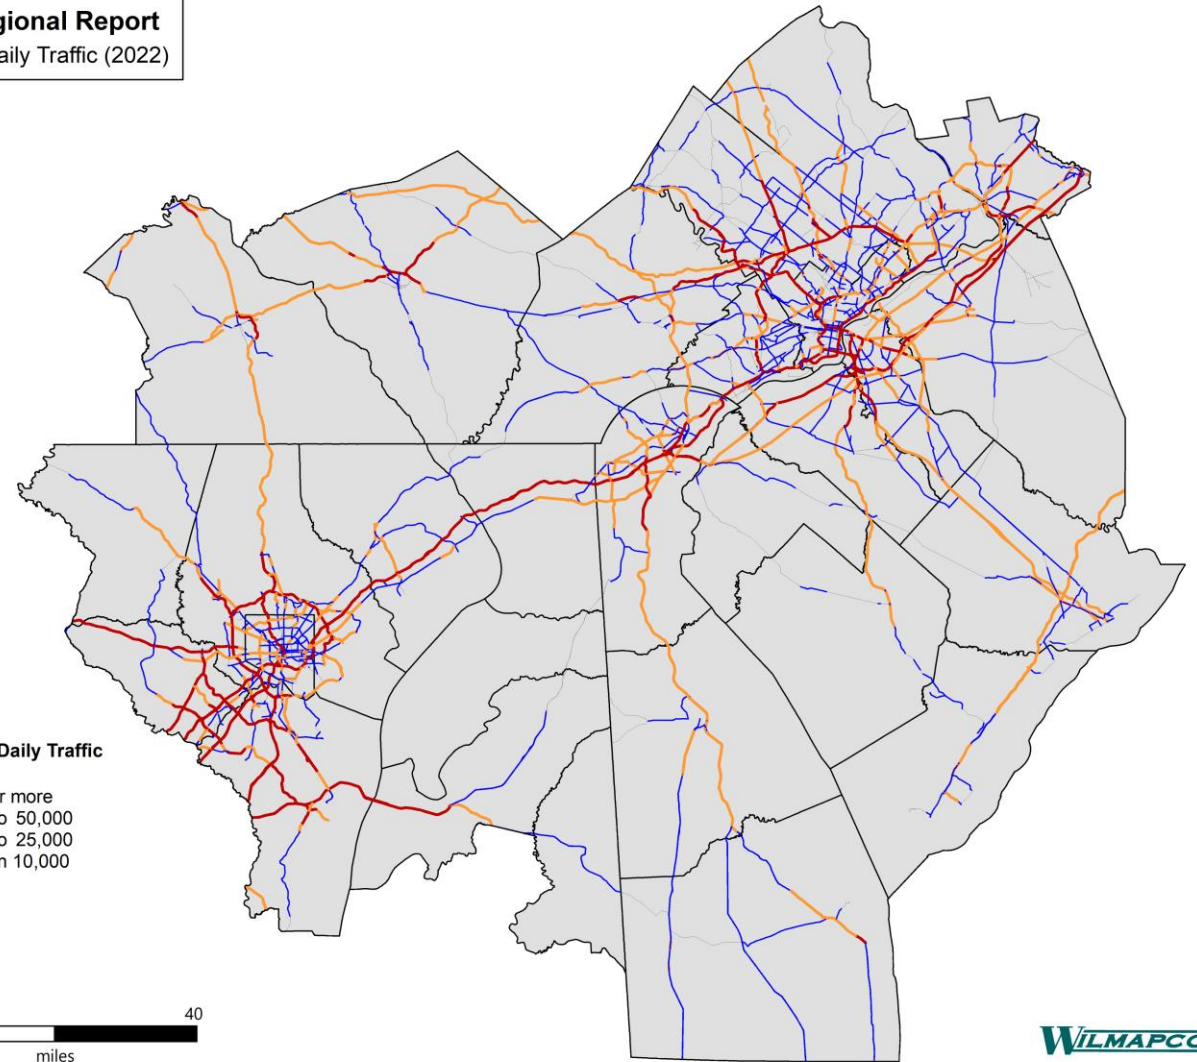 gional Report
aily Traffic (2022)
Daily Traffic
r more
o 50,000
o 25,000
n 10,000
40
miles
WILMAPCO